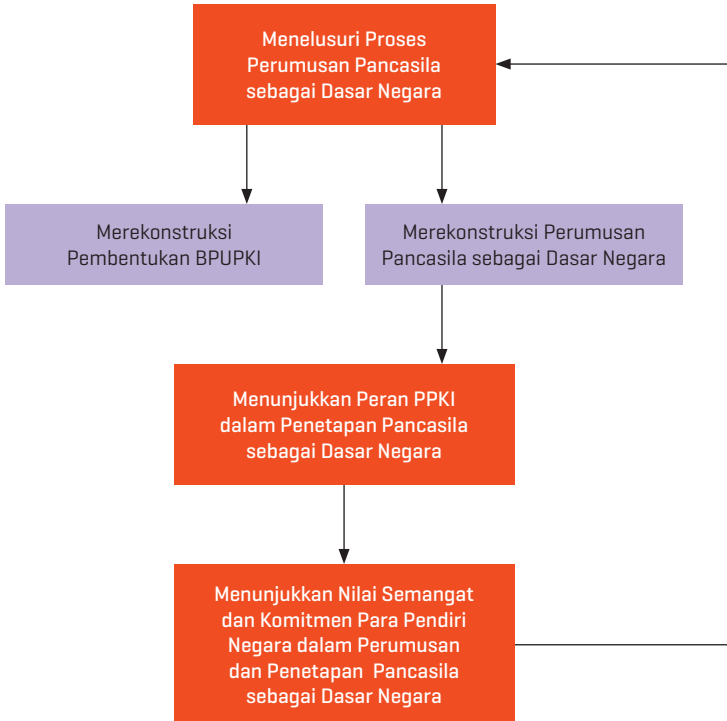 Menelusuri Proses
Perumusan Pancasila
sebagai Dasar Negara
Merekonstruksi
Pembentukan BPUPKI
Merekonstruksi Perumusan
Pancasila sebagai Dasar Negara
Menunjukkan Peran PPKI
dalam Penetapan Pancasila
sebagai Dasar Negara
Menunjukkan Nilai Semangat
dan Komitmen Para Pendiri
Negara dalam Perumusan
dan Penetapan Pancasila
sebagai Dasar Negara